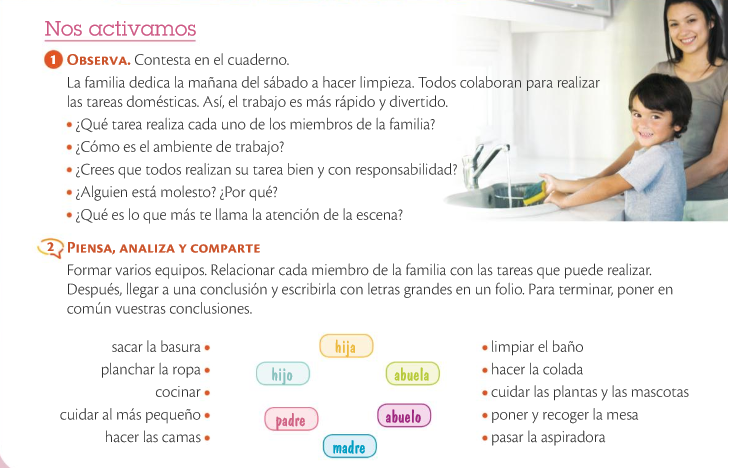 Nos activamos
1 OBSERVA. Contesta en el cuaderno.
La familia dedica la mañana del sábado a hacer limpieza. Todos colaboran para realizar
las tareas domésticas. Así, el trabajo es más rápido y divertido.
• ¿Qué tarea realiza cada uno de los miembros de la familia?
• ¿Cómo es el ambiente de trabajo?
• ¿Crees que todos realizan su tarea bien y con responsabilidad?
• ¿Alguien está molesto? ¿Por qué?
• ¿Qué es lo que más te llama la atención de la escena?
2 PIENSA, ANALIZA Y COMPARTE
Formar varios equipos. Relacionar cada miembro de la familia con las tareas que puede realizar.
Después, llegar a una conclusión y escribirla con letras grandes en un folio. Para terminar, poner en
común vuestras conclusiones.
sacar la basura •
planchar la ropa •
cocinar •
cuidar al más pequeño •
hacer las camas •
hija
hijo
abuela
padre
abuelo
madre
• limpiar el baño
• hacer la colada
• cuidar las plantas y las mascotas
• poner y recoger la mesa
• pasar la aspiradora